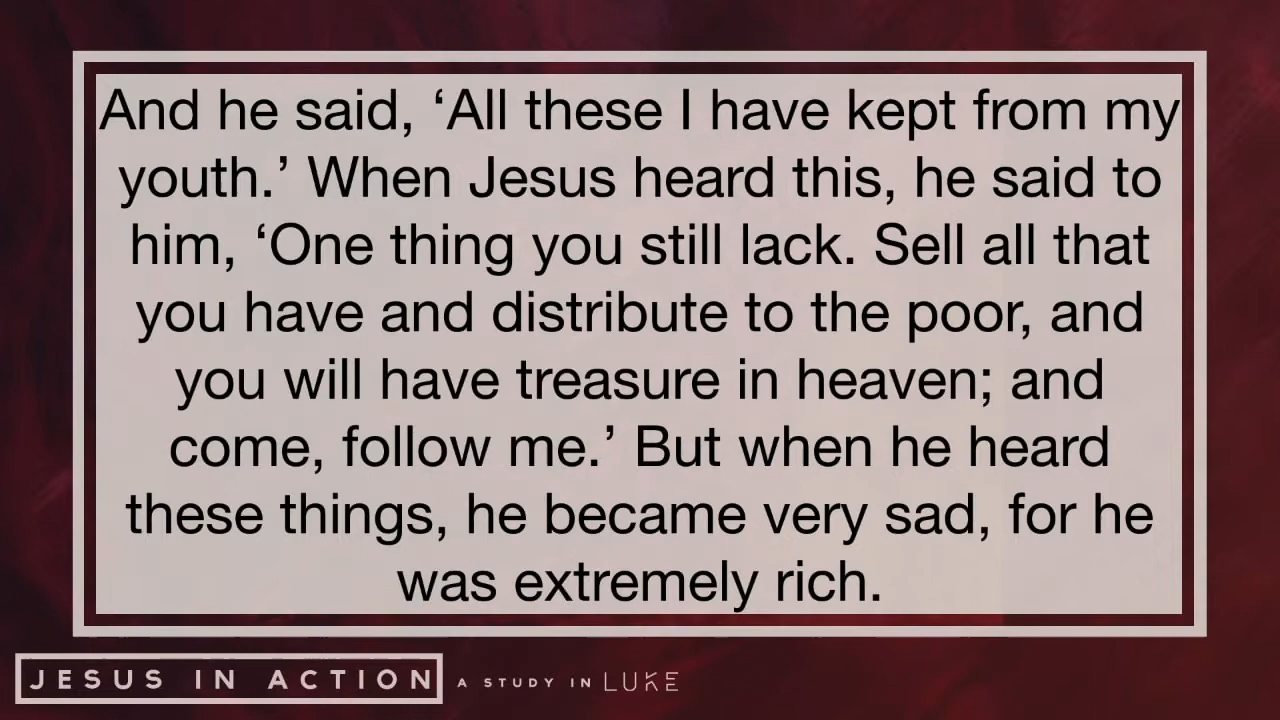 And he said, ‘All these I have kept from my
youth.’ When Jesus heard this, he said to
him, ‘One thing you still lack. Sell all that
you have and distribute to the poor, and
you will have treasure in heaven; and
come, follow me.’ But when he heard
these things, he became very sad, for he
was extremely rich.
JESUS IN ACTION A STUDY IN LUKE